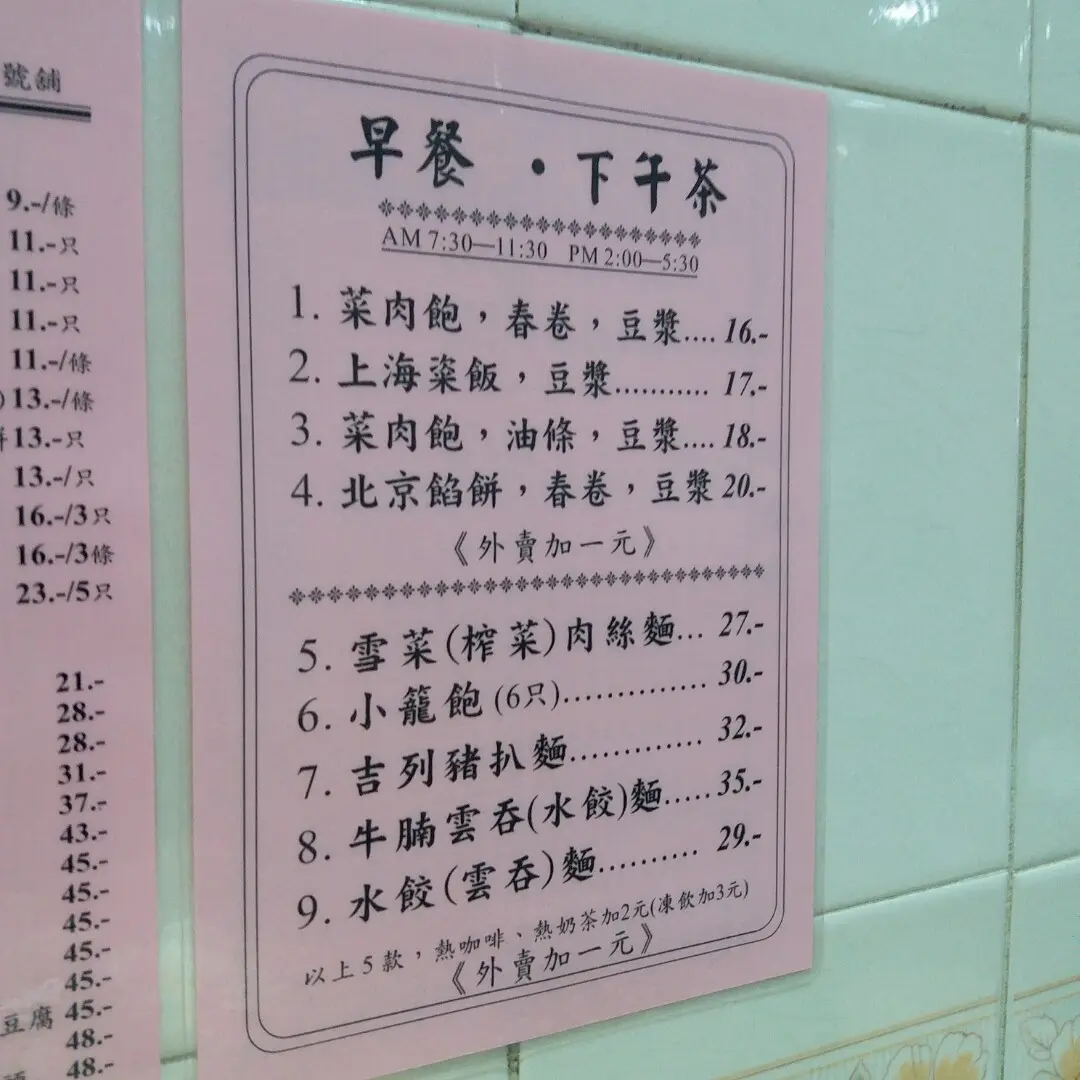 號舖
9.-/條
11.-只
11.-只
11.-只
11.-/條
13.-/條
13.-只
13.-/只
16.-/3只
16.-/3條
23.-/5只
21.-
28.-
28.-
31.-
37.-
43.-
45.-
45.-
45.-
45.-
45.-
豆腐 45.-
48.-
48.-
早餐 · 下午茶
AM 7:30—11:30 PM 2:00—5:30
1. 菜肉飽，春卷，豆漿.... 16.-
2. 上海粢飯，豆漿........... 17.-
3. 菜肉飽，油條，豆漿.... 18.-
4. 北京餡餅，春卷，豆漿 20.-
《外賣加一元》
5. 雪菜(榨菜)肉絲麵... 27.-
6. 小籠飽(6只).............. 30.-
7. 吉列豬扒麵............. 32.-
8. 牛腩雲吞(水餃)麵..... 35.-
9. 水餃(雲吞)麵.......... 29.-
以上5款，熱咖啡、熱奶茶加2元(凍飲加3元)
《外賣加一元》